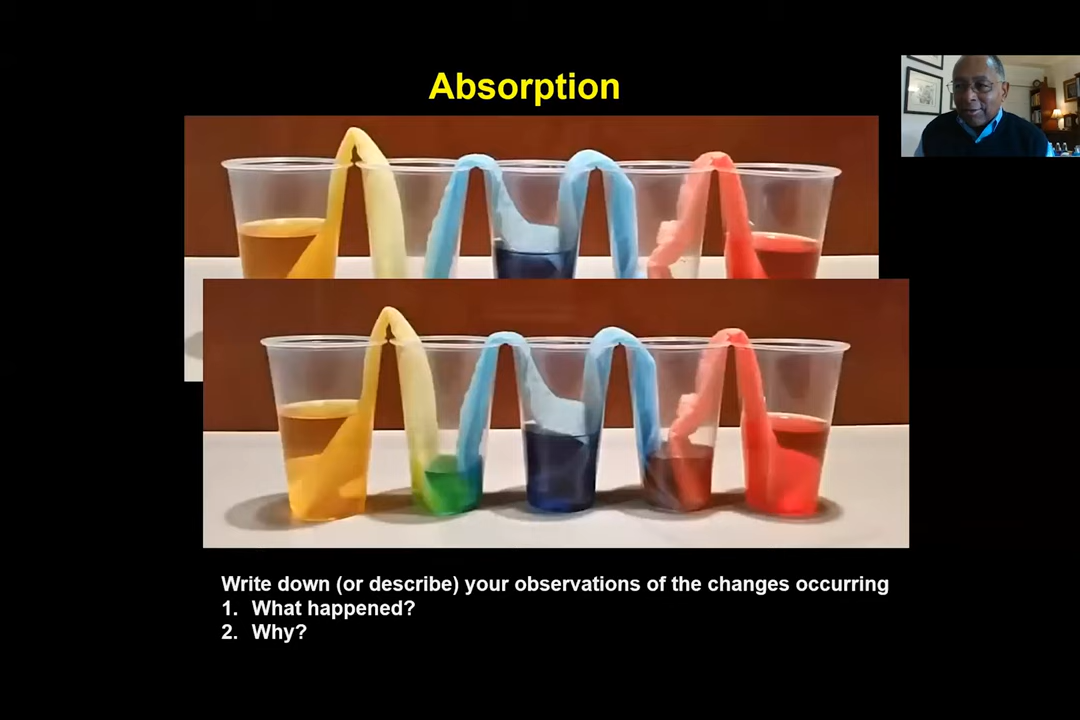 Absorption
Write down (or describe) your observations of the changes occurring
1. What happened?
2. Why?